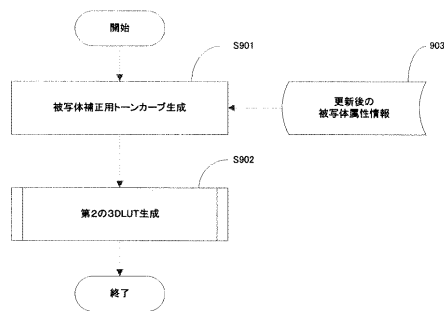 開始
S901
903
被写体補正用トーンカーブ生成
更新後の
被写体属性情報
S902
第2の3DLUT生成
終了